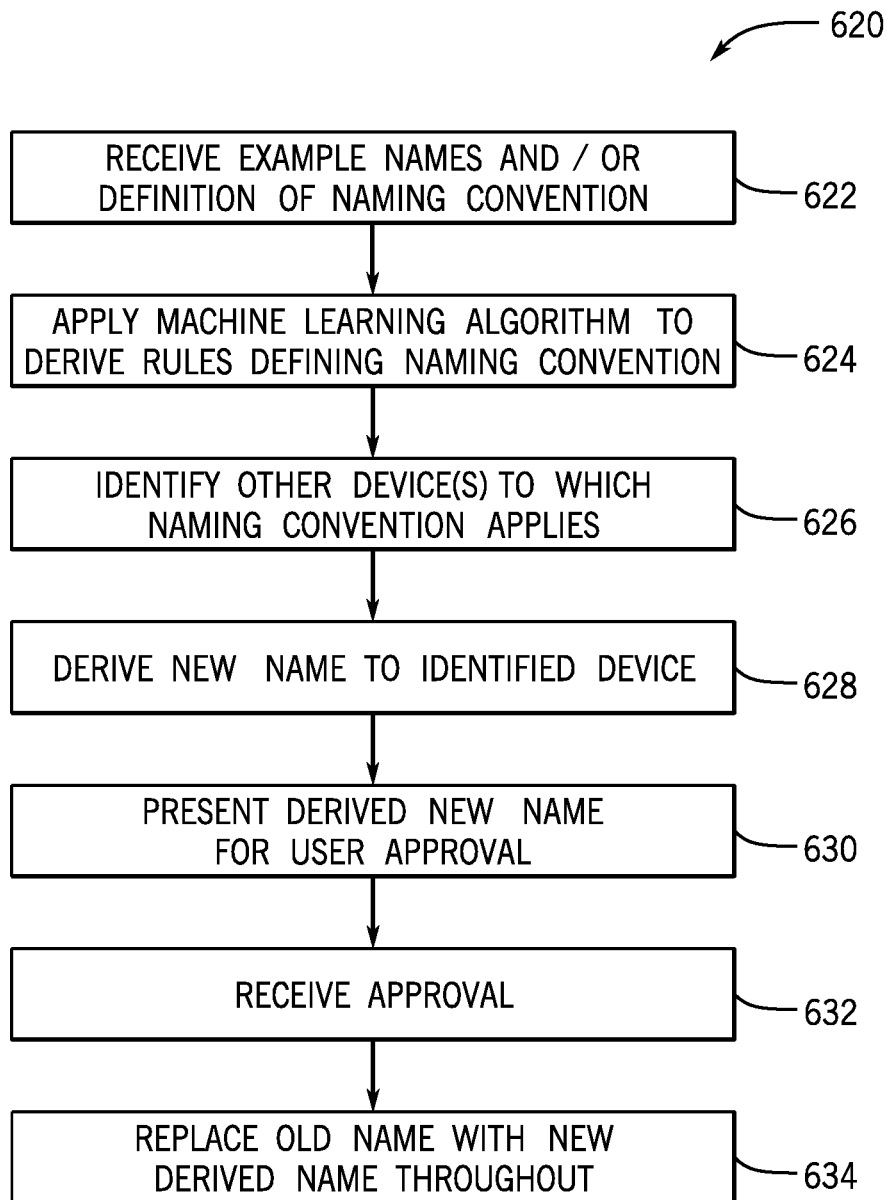 620
RECEIVE EXAMPLE NAMES AND / OR
DEFINITION OF NAMING CONVENTION
622
APPLY MACHINE LEARNING ALGORITHM TO
DERIVE RULES DEFINING NAMING CONVENTION
624
IDENTIFY OTHER DEVICE(S) TO WHICH
NAMING CONVENTION APPLIES
626
DERIVE NEW NAME TO IDENTIFIED DEVICE
628
PRESENT DERIVED NEW NAME
FOR USER APPROVAL
630
RECEIVE APPROVAL
632
REPLACE OLD NAME WITH NEW
DERIVED NAME THROUGHOUT
634